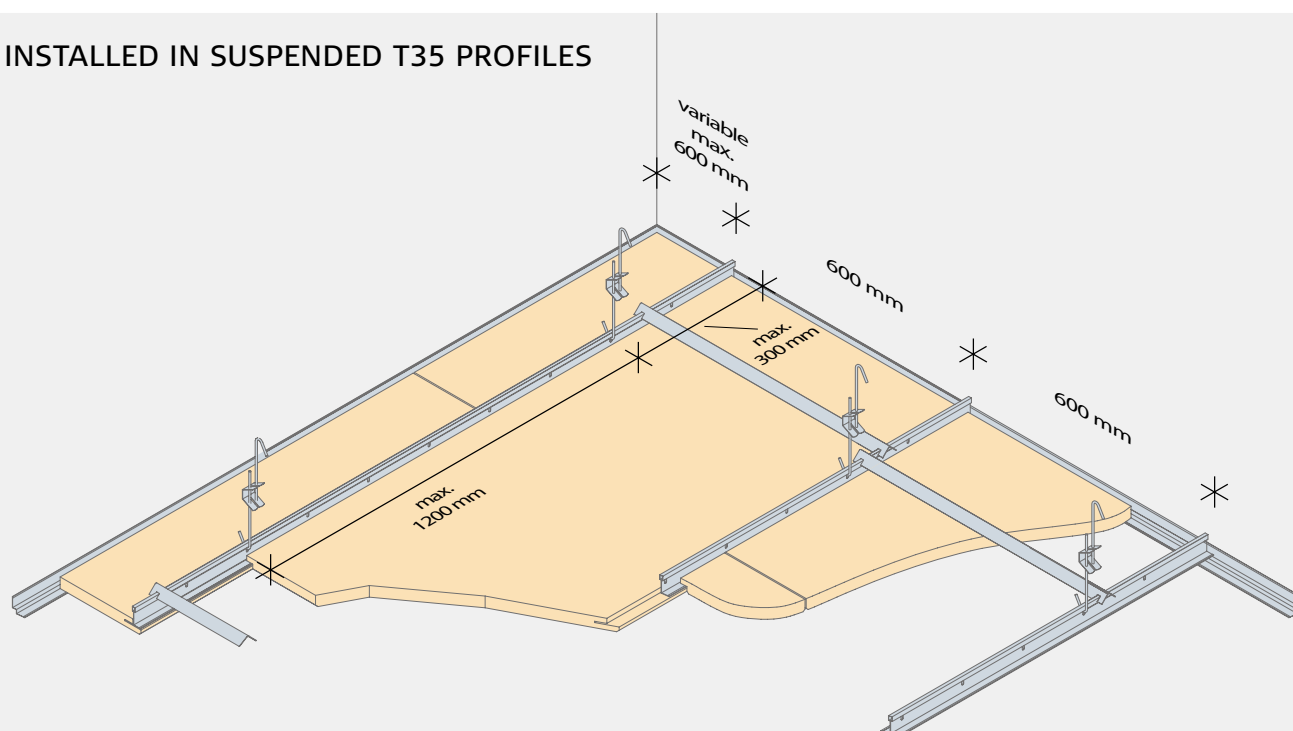 INSTALLED IN SUSPENDED T35 PROFILES
variable
max.
600 mm
600 mm
max.
300 mm
600 mm
max.
1200 mm